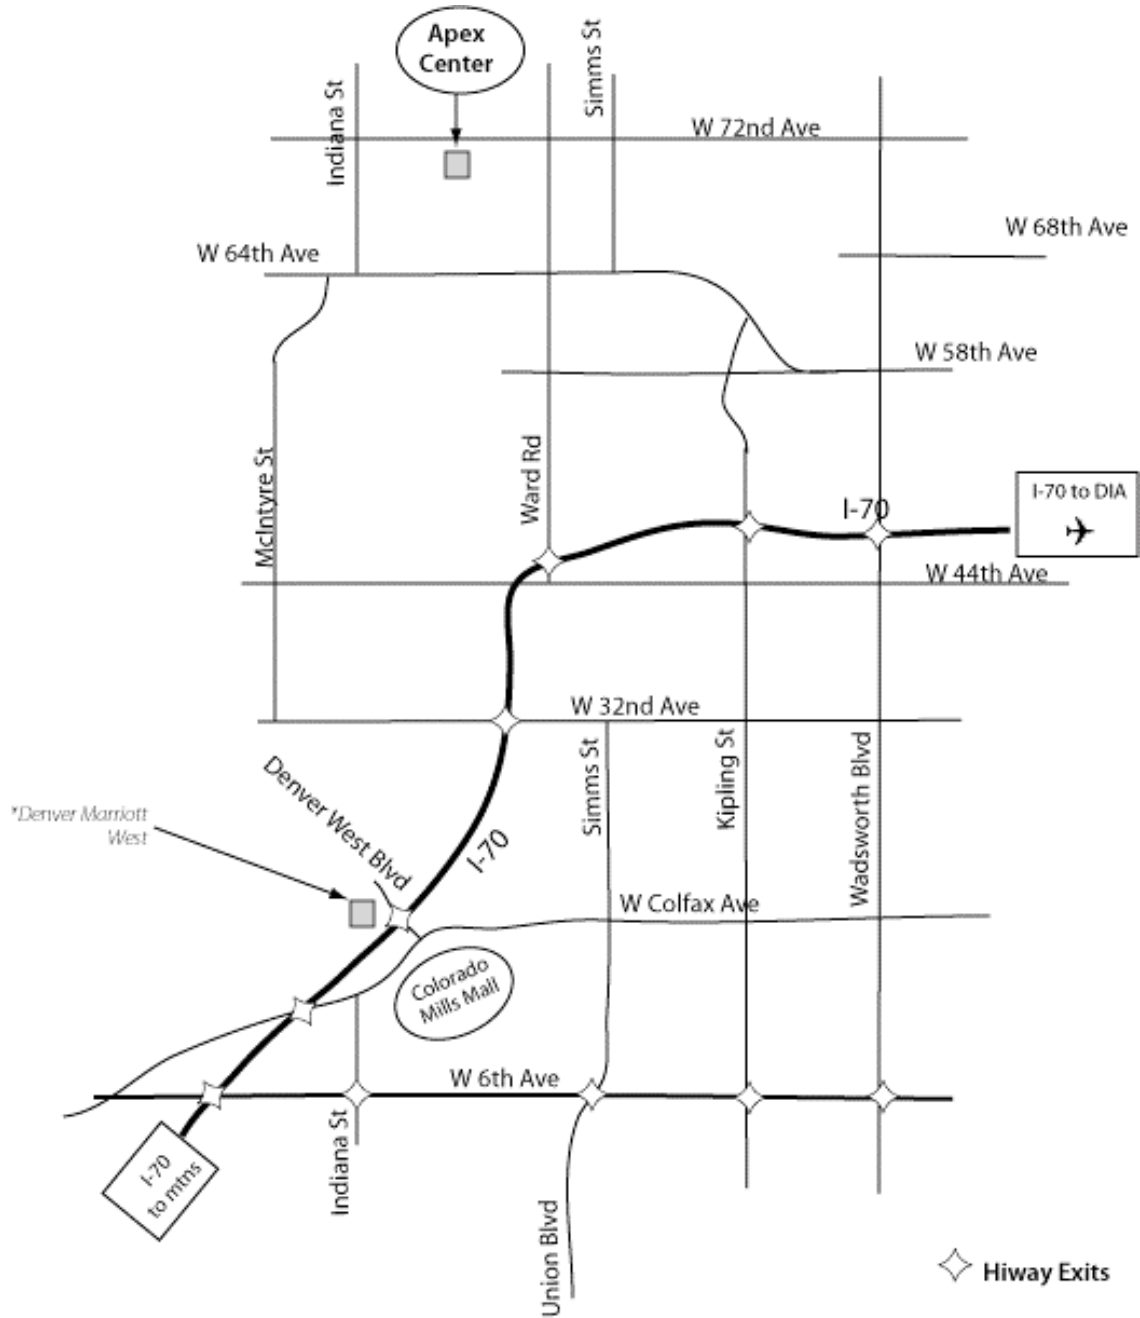 Apex
Center
Simms St
Indiana St
W 72nd Ave
W 68th Ave
W 64th Ave
W 58th Ave
Ward Rd
McIntyre St
I-70 to DIA
I-70
W 44th Ave
W 32nd Ave
Denver West Blvd
Simms St
Kipling St
Wadsworth Blvd
*Denver Marriott
West
I-70
W Colfax Ave
Colorado
Mills Mall
W 6th Ave
Indiana St
I-70
to mtns
Union Blvd
Hiway Exits